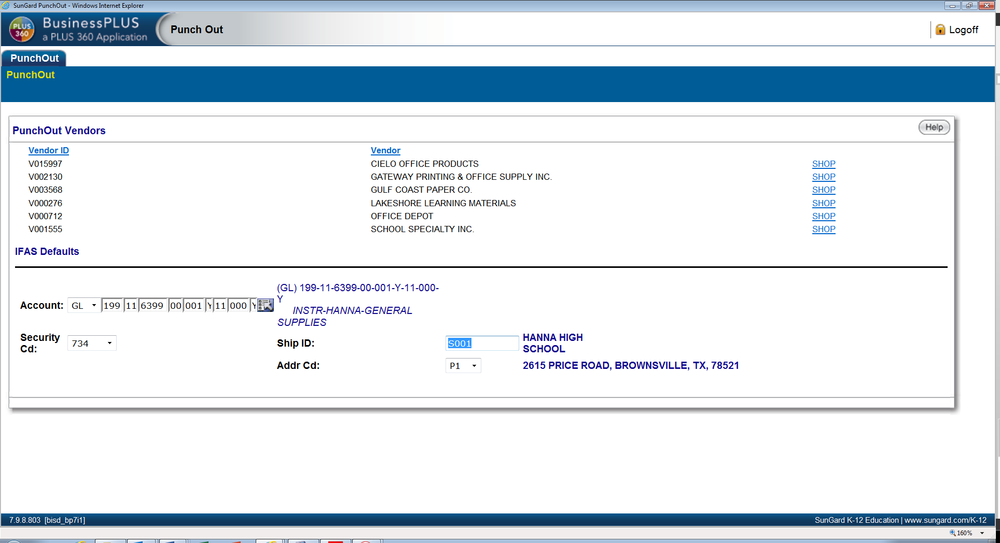 SunGard PunchOut - Windows Internet Explorer
PLUS 360
BusinessPLUS
a PLUS 360 Application
Punch Out
Logoff
PunchOut
PunchOut
PunchOut Vendors
Help
Vendor ID Vendor
V015997 CIELO OFFICE PRODUCTS SHOP
V002130 GATEWAY PRINTING & OFFICE SUPPLY INC. SHOP
V003568 GULF COAST PAPER CO. SHOP
V000276 LAKESHORE LEARNING MATERIALS SHOP
V000712 OFFICE DEPOT SHOP
V001555 SCHOOL SPECIALTY INC. SHOP
IFAS Defaults
Account: GL 199 11 6399 00 001 Y 11 000 Y
(GL) 199-11-6399-00-001-Y-11-000-
Y
INSTR-HANNA-GENERAL
SUPPLIES
Security
Cd:
734
Ship ID: S001
HANNA HIGH
SCHOOL
Addr Cd: P1 2615 PRICE ROAD, BROWNSVILLE, TX, 78521
7.9.8.803 [bisd_bp7i1]
SunGard K-12 Education | www.sungard.com/K-12
160%